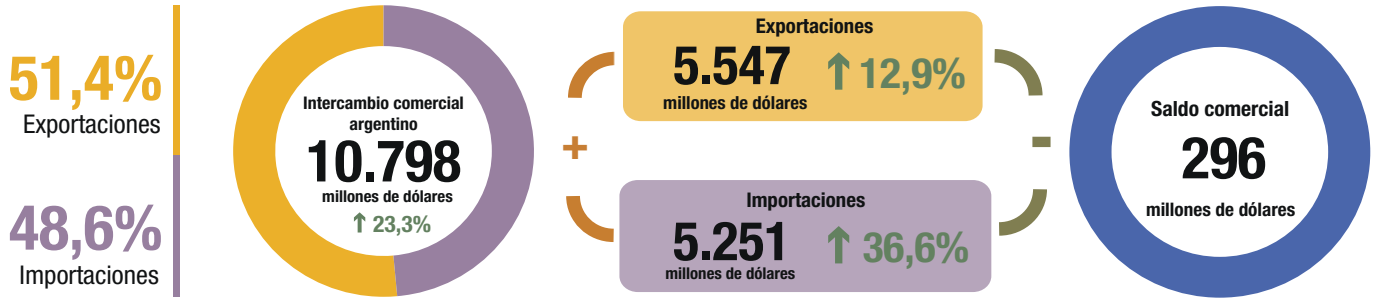 51,4%
Exportaciones
48,6%
Importaciones
Intercambio comercial
argentino
10.798
millones de dólares
↑ 23,3%
+
Exportaciones
5.547 ↑ 12,9%
millones de dólares
Importaciones
5.251 ↑ 36,6%
millones de dólares
-
Saldo comercial
296
millones de dólares